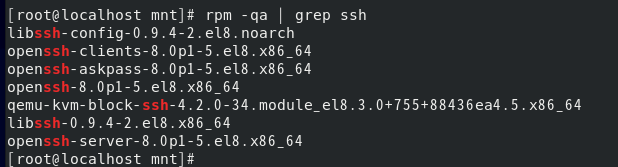 [root@localhost mnt]# rpm -qa | grep ssh
libssh-config-0.9.4-2.el8.noarch
openssh-clients-8.0p1-5.el8.x86_64
openssh-askpass-8.0p1-5.el8.x86_64
openssh-8.0p1-5.el8.x86_64
qemu-kvm-block-ssh-4.2.0-34.module_el8.3.0+755+88436ea4.5.x86_64
libssh-0.9.4-2.el8.x86_64
openssh-server-8.0p1-5.el8.x86_64
[root@localhost mnt]#